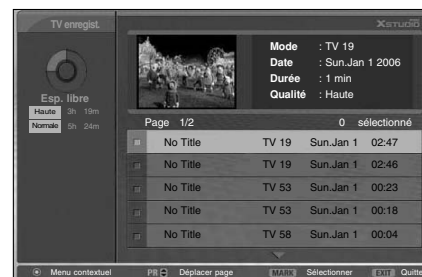 TV enregist.
XSTUDIO
Mode : TV 19
Date : Sun.Jan 1 2006
Durée : 1 min
Qualité : Haute
Esp. libre
Haute 3h 19m
Normale 5h 24m
Page 1/2 0 sélectionné
No Title TV 19 Sun.Jan 1 02:47
No Title TV 19 Sun.Jan 1 02:46
No Title TV 53 Sun.Jan 1 00:23
No Title TV 53 Sun.Jan 1 00:18
No Title TV 58 Sun.Jan 1 00:04
Menu contextuel PR Déplacer page MARK Sélectionner EXIT Quitte